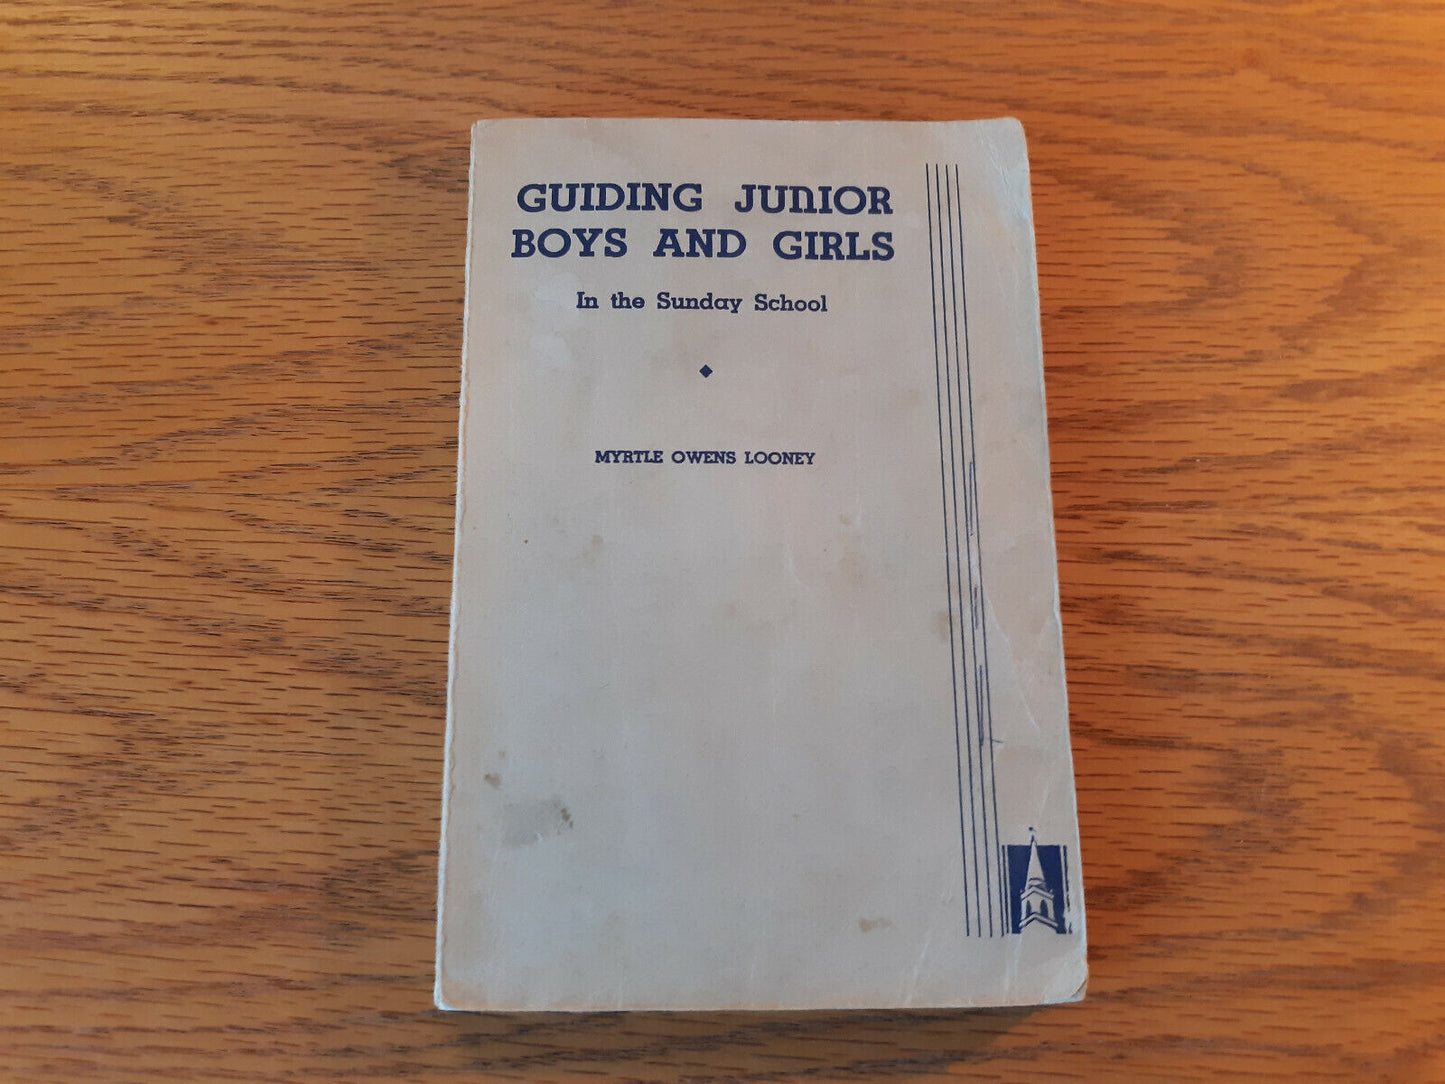 GUIDING JUNIOR
BOYS AND GIRLS
In the Sunday School
MYRTLE OWENS LOONEY